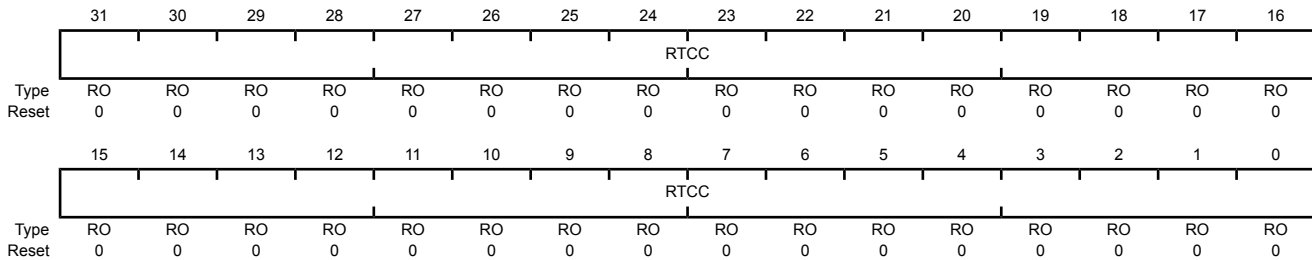 31 30 29 28 27 26 25 24 23 22 21 20 19 18 17 16
RTCC
Type RO RO RO RO RO RO RO RO RO RO RO RO RO RO RO RO
Reset 0 0 0 0 0 0 0 0 0 0 0 0 0 0 0 0
15 14 13 12 11 10 9 8 7 6 5 4 3 2 1 0
RTCC
Type RO RO RO RO RO RO RO RO RO RO RO RO RO RO RO RO
Reset 0 0 0 0 0 0 0 0 0 0 0 0 0 0 0 0